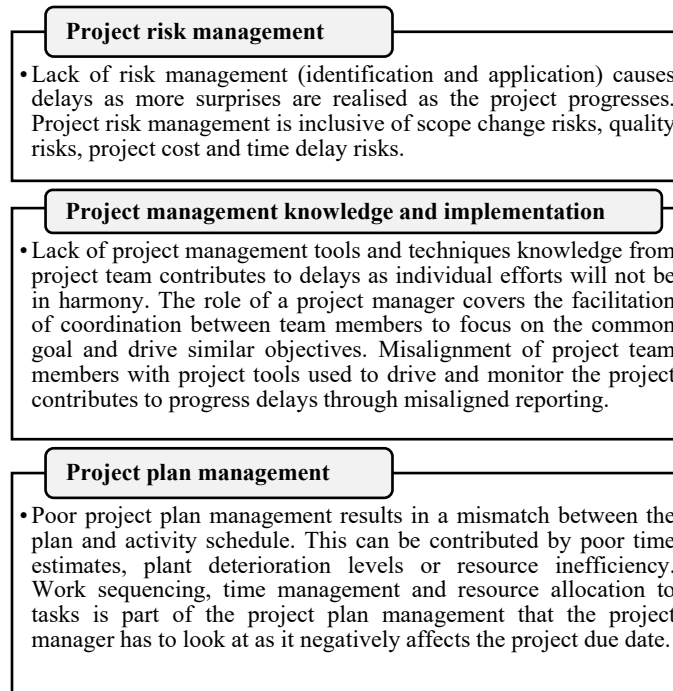 Project risk management
• Lack of risk management (identification and application) causes
delays as more surprises are realised as the project progresses.
Project risk management is inclusive of scope change risks, quality
risks, project cost and time delay risks.
Project management knowledge and implementation
• Lack of project management tools and techniques knowledge from
project team contributes to delays as individual efforts will not be
in harmony. The role of a project manager covers the facilitation
of coordination between team members to focus on the common
goal and drive similar objectives. Misalignment of project team
members with project tools used to drive and monitor the project
contributes to progress delays through misaligned reporting.
Project plan management
• Poor project plan management results in a mismatch between the
plan and activity schedule. This can be contributed by poor time
estimates, plant deterioration levels or resource inefficiency.
Work sequencing, time management and resource allocation to
tasks is part of the project plan management that the project
manager has to look at as it negatively affects the project due date.